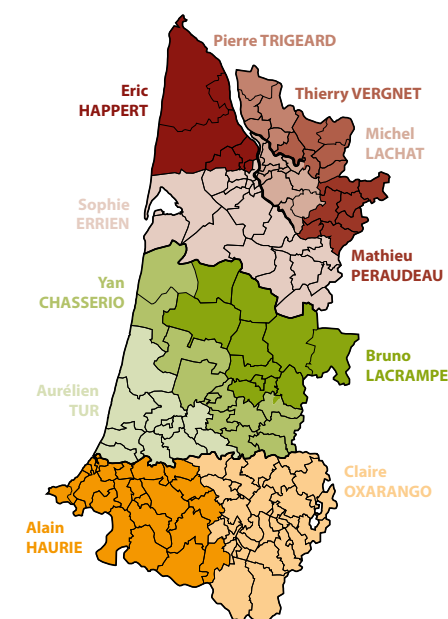 Pierre TRIGEARD
Eric
HAPPERT
Thierry VERGNET
Michel
LACHAT
Sophie
ERRIEN
Mathieu
PERAUDEAU
Yan
CHASSERIO
Bruno
LACRAMPE
Aurélien
TUR
Claire
OXARANGO
Alain
HAURIE